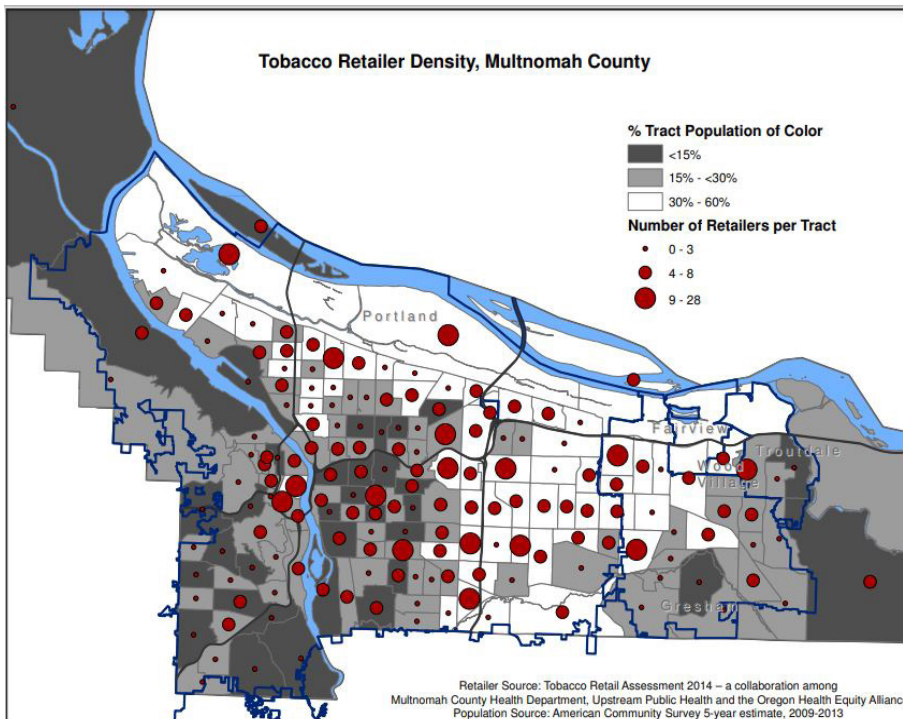 Tobacco Retailer Density, Multnomah County
% Tract Population of Color
<15%
15% - <30%
30% - 60%
Number of Retailers per Tract
0 - 3
4 - 8
9 - 28
Portland
Fairview
Troutdale
Wood
Village
Gresham
Retailer Source: Tobacco Retail Assessment 2014 – a collaboration among
Multnomah County Health Department, Upstream Public Health and the Oregon Health Equity Alliance
Population Source: American Community Survey 5-year estimate, 2009-2013